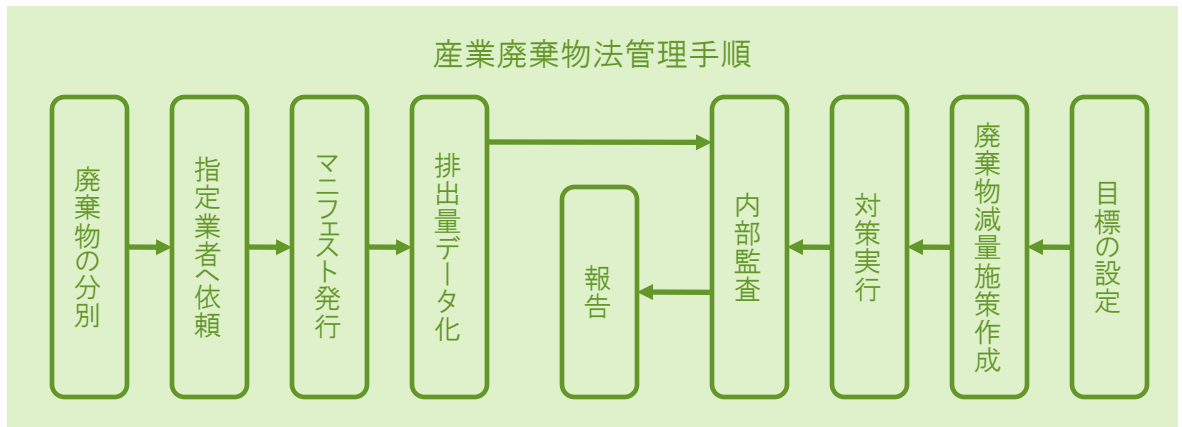 産業廃棄物法管理手順
廃棄物の分別
指定業者へ依頼
マニフェスト発行
排出量データ化
報告
内部監査
対策実行
廃棄物減量施策作成
目標の設定